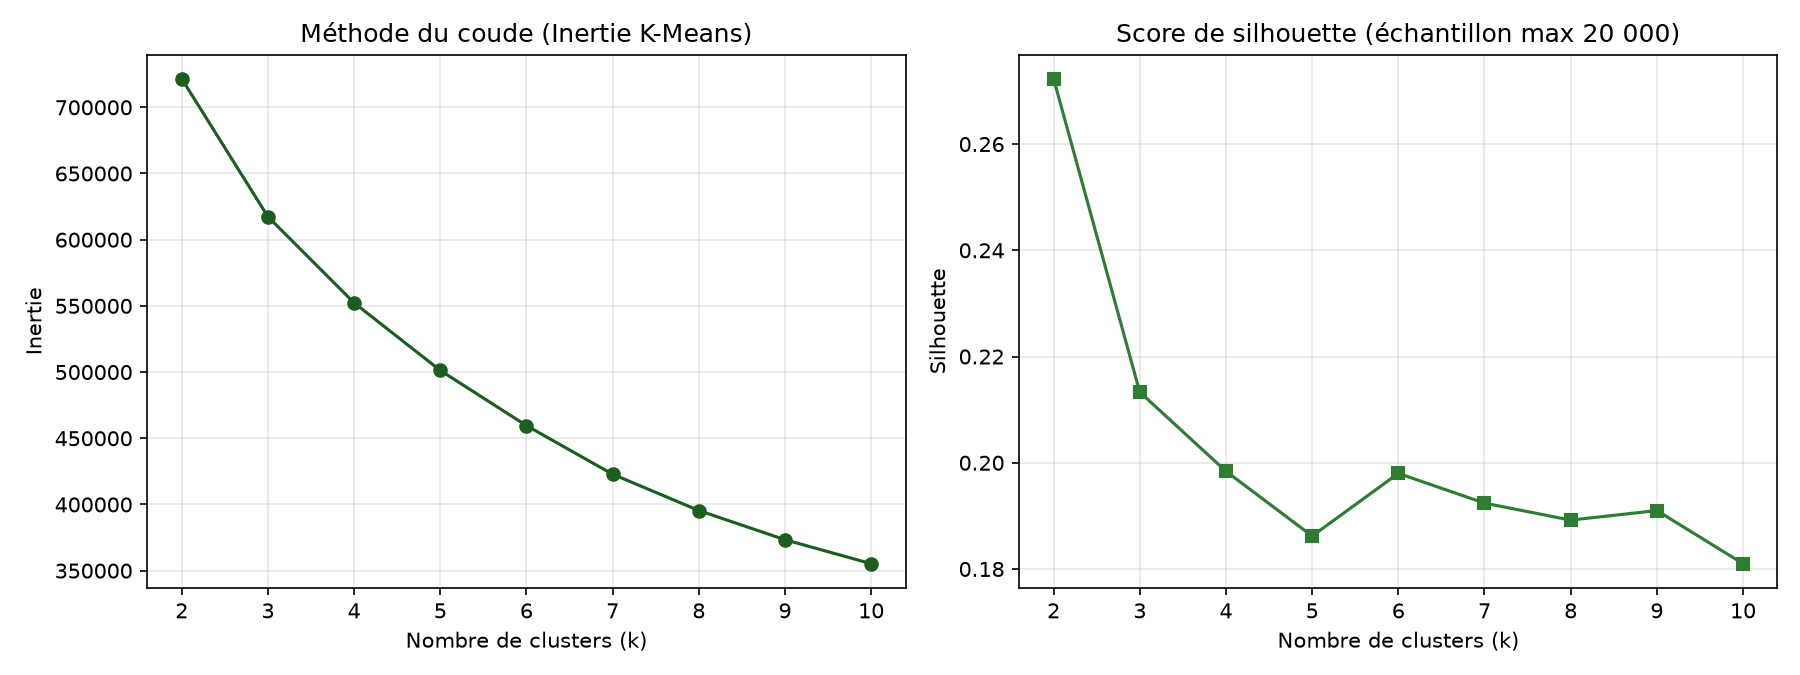 Méthode du coude (Inertie K-Means)
Inertie
700000
650000
600000
550000
500000
450000
400000
350000
2 3 4 5 6 7 8 9 10
Nombre de clusters (k)
Score de silhouette (échantillon max 20 000)
Silhouette
0.26
0.24
0.22
0.20
0.18
2 3 4 5 6 7 8 9 10
Nombre de clusters (k)